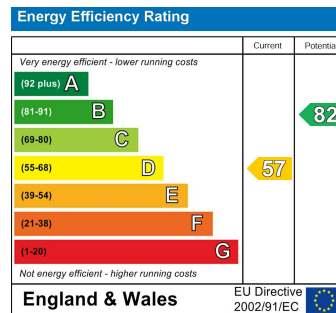 Energy Efficiency Rating
Current Potential
Very energy efficient - lower running costs
(92 plus) A
(81-91) B
82
(69-80) C
(55-68) D
57
(39-54) E
(21-38) F
(1-20) G
Not energy efficient - higher running costs
England & Wales
EU Directive
2002/91/EC